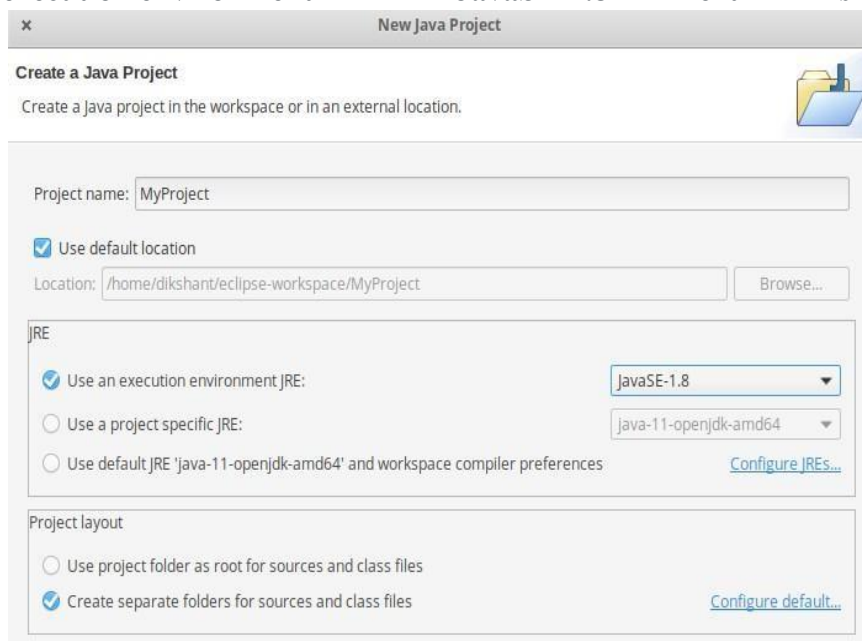 New Java Project
Create a Java Project
Create a Java project in the workspace or in an external location.
Project name: MyProject
Use default location
Location: /home/dikshant/eclipse-workspace/MyProject Browse...
JRE
Use an execution environment JRE: JavaSE-1.8
Use a project specific JRE: java-11-openjdk-amd64
Use default JRE 'java-11-openjdk-amd64' and workspace compiler preferences Configure JREs...
Project layout
Use project folder as root for sources and class files
Create separate folders for sources and class files Configure default...